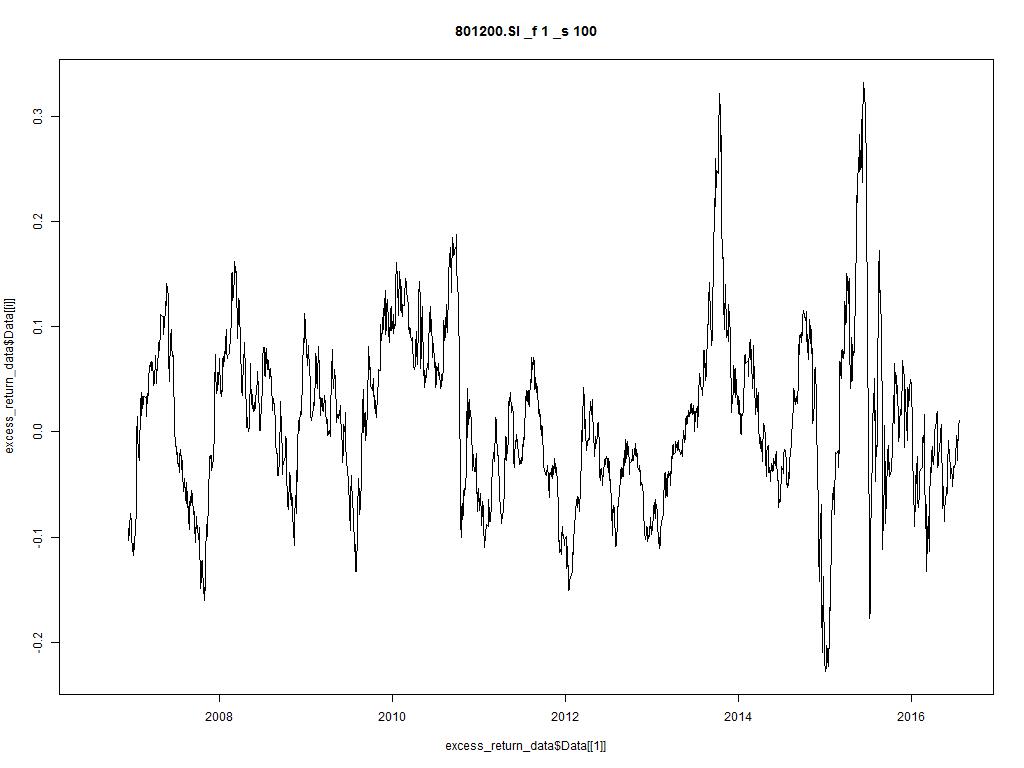 801200.SI _f 1 _s 100
excess_return_data$Data[[i]]
0.3
0.2
0.1
0.0
-0.1
-0.2
2008 2010 2012 2014 2016
excess_return_data$Data[[1]]